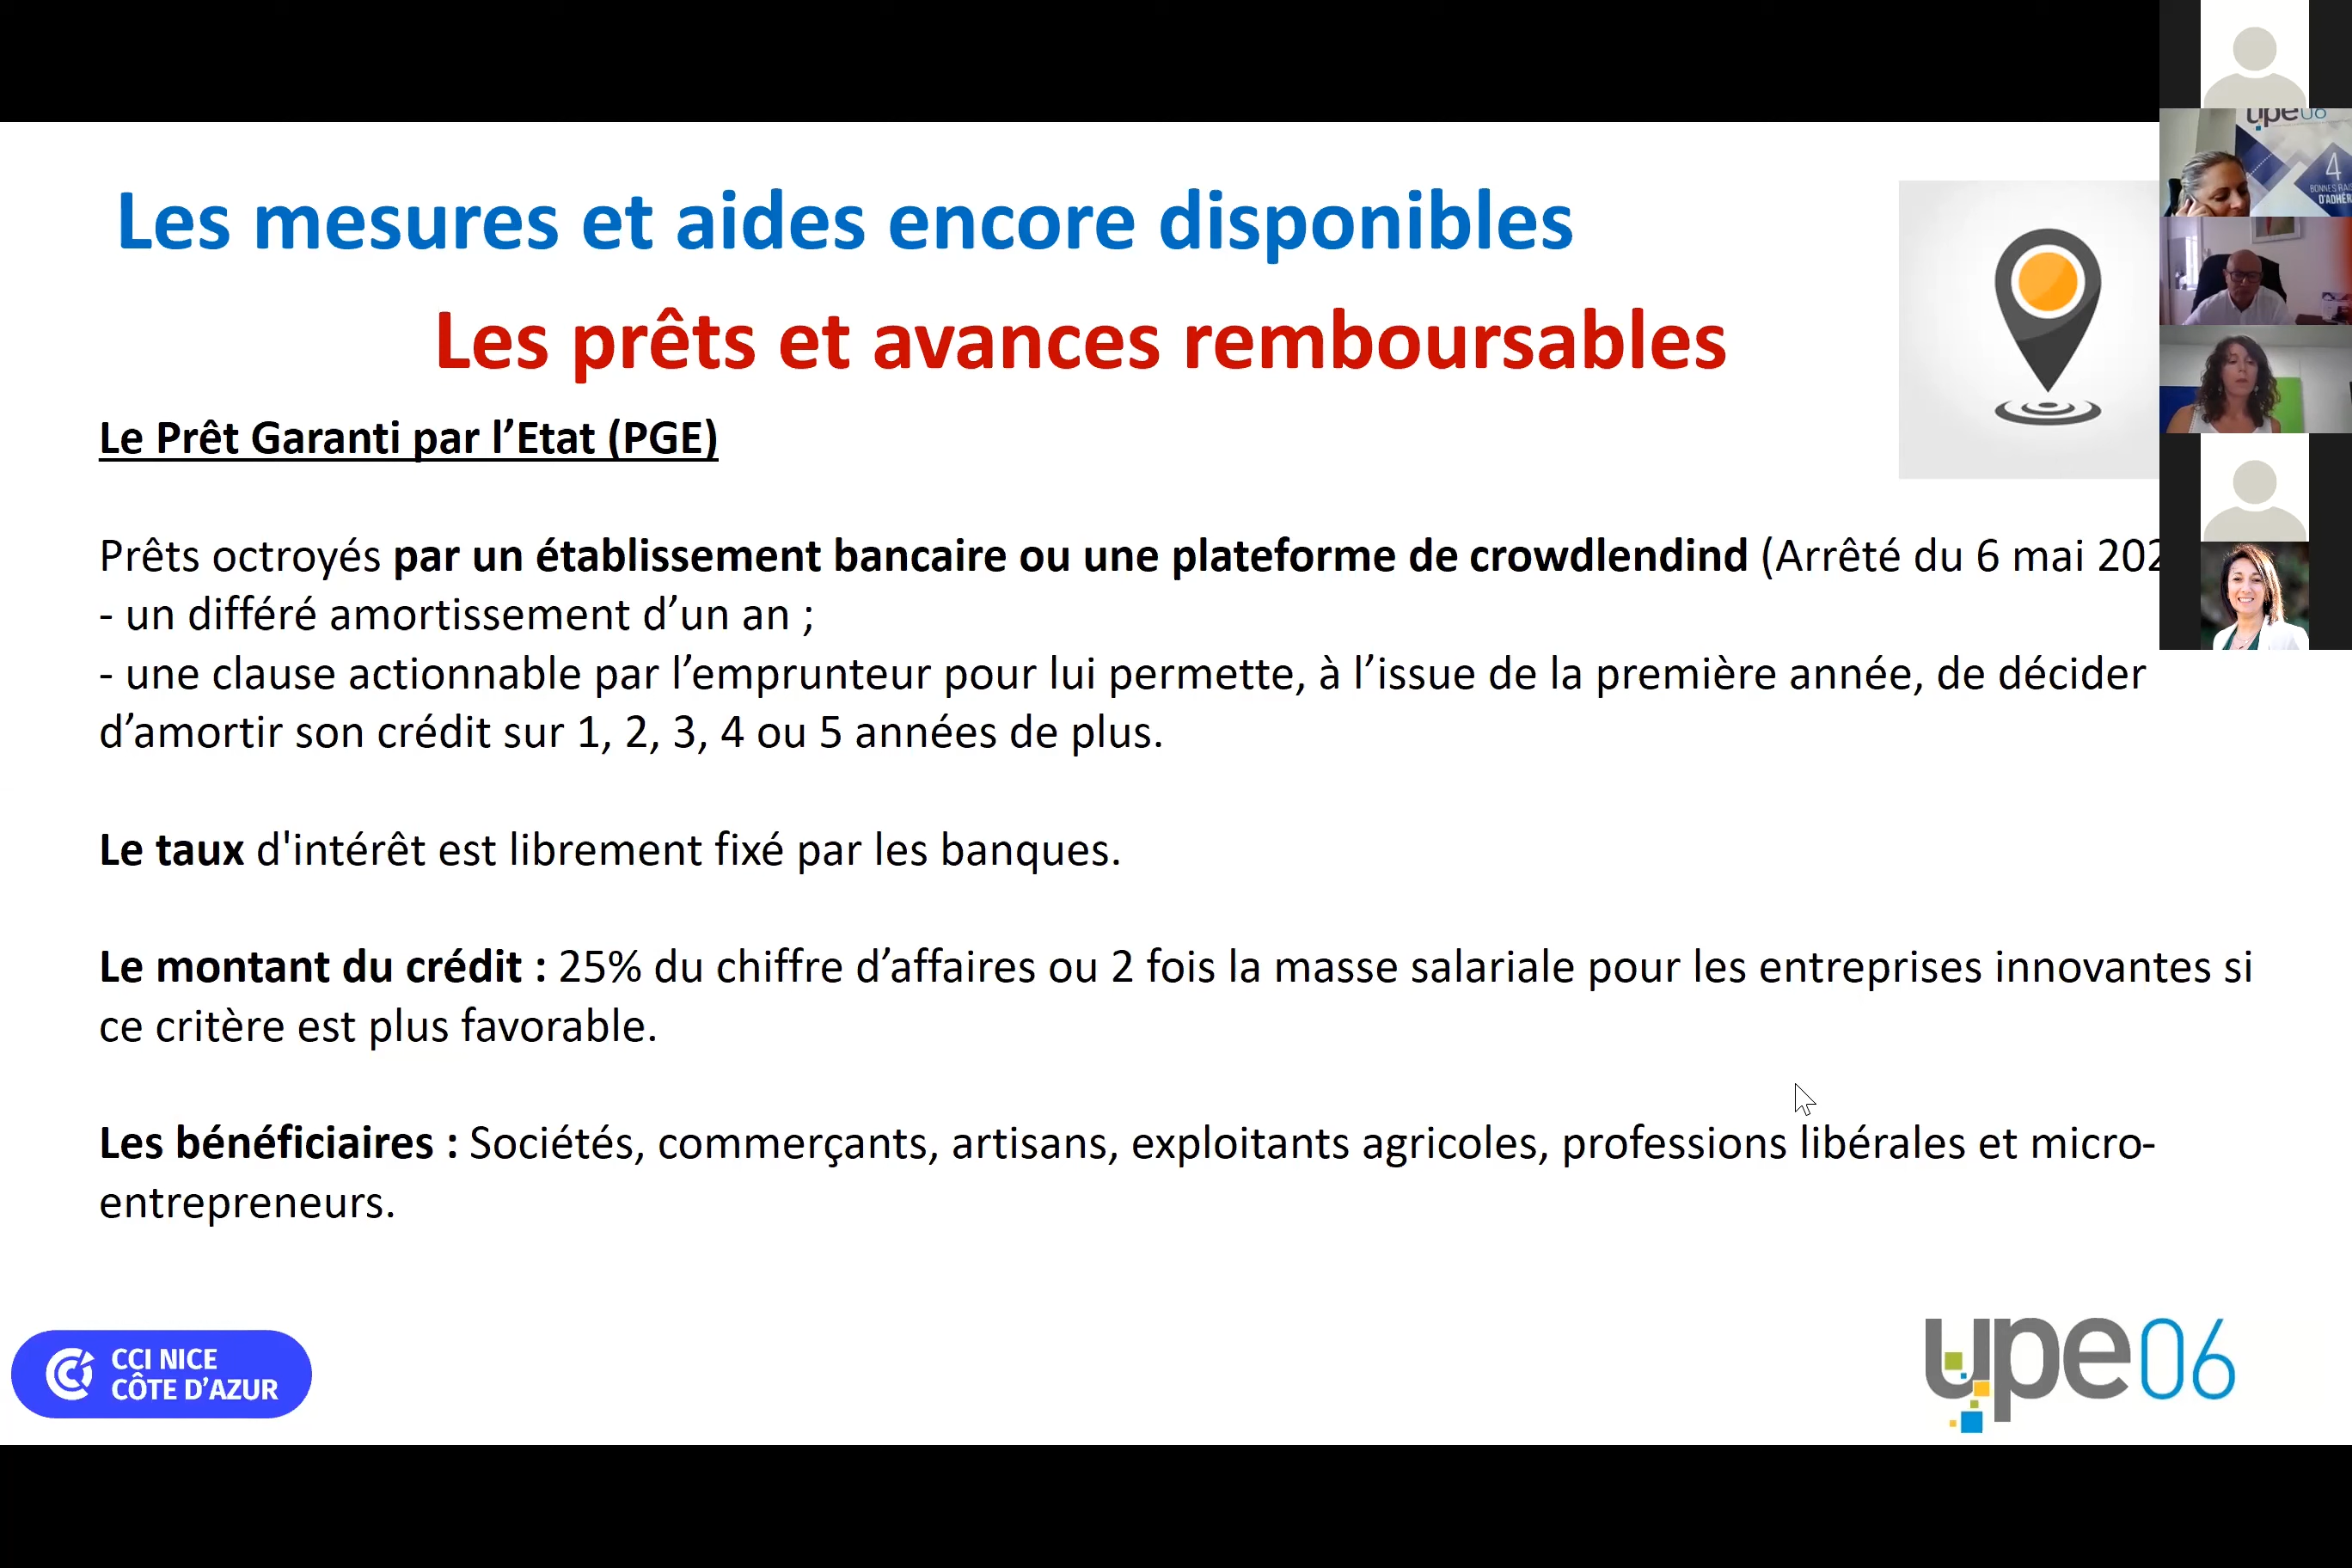 Les mesures et aides encore disponibles
Les prêts et avances remboursables
Le Prêt Garanti par l’Etat (PGE)
Prêts octroyés par un établissement bancaire ou une plateforme de crowdlendind (Arrêté du 6 mai 202
- un différé amortissement d’un an ;
- une clause actionnable par l’emprunteur pour lui permette, à l’issue de la première année, de décider
d’amortir son crédit sur 1, 2, 3, 4 ou 5 années de plus.
Le taux d'intérêt est librement fixé par les banques.
Le montant du crédit : 25% du chiffre d’affaires ou 2 fois la masse salariale pour les entreprises innovantes si
ce critère est plus favorable.
Les bénéficiaires : Sociétés, commerçants, artisans, exploitants agricoles, professions libérales et micro-
entrepreneurs.
CCI NICE
CÔTE D’AZUR
upe06
upe06
4
BONNES RAIS
D'ADHÉR